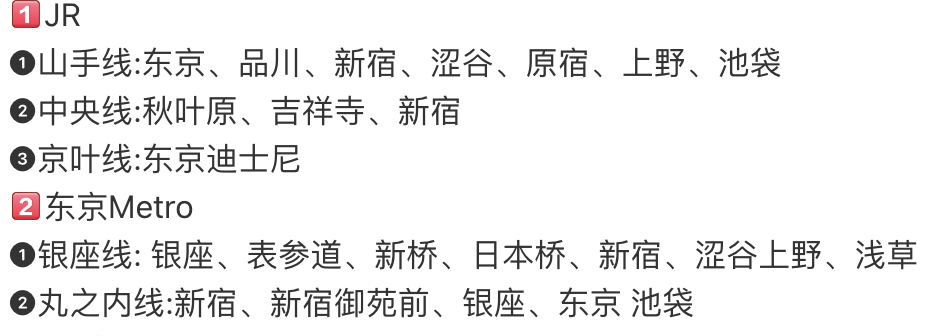 1️⃣JR
❶山手线:东京、品川、新宿、涩谷、原宿、上野、池袋
❷中央线:秋叶原、吉祥寺、新宿
❸京叶线:东京迪士尼
2️⃣东京Metro
❶银座线: 银座、表参道、新桥、日本桥、新宿、涩谷上野、浅草
❷丸之内线:新宿、新宿御苑前、银座、东京 池袋